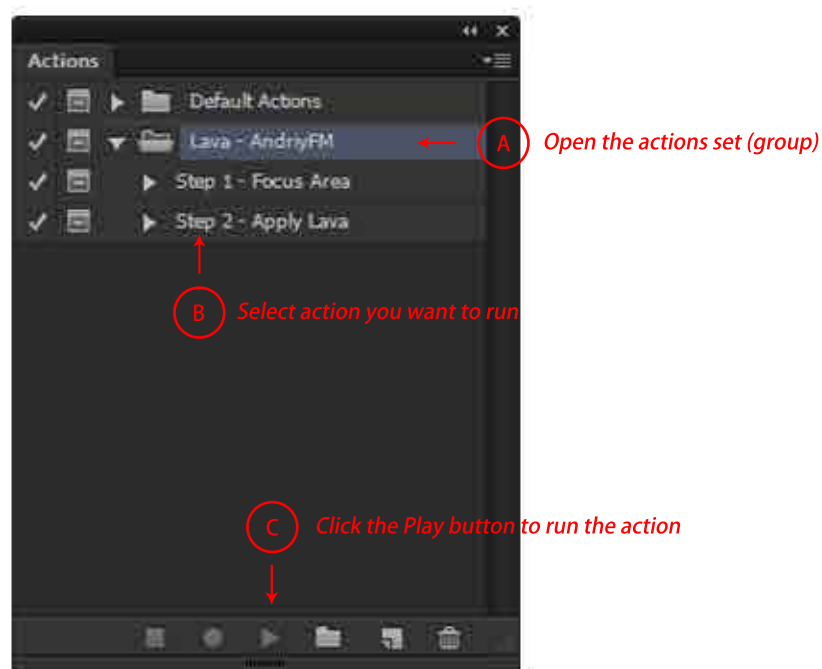 Actions
Default Actions
Lava - AndriyFM
A Open the actions set (group)
Step 1 - Focus Area
Step 2 - Apply Lava
B Select action you want to run
C Click the Play button to run the action